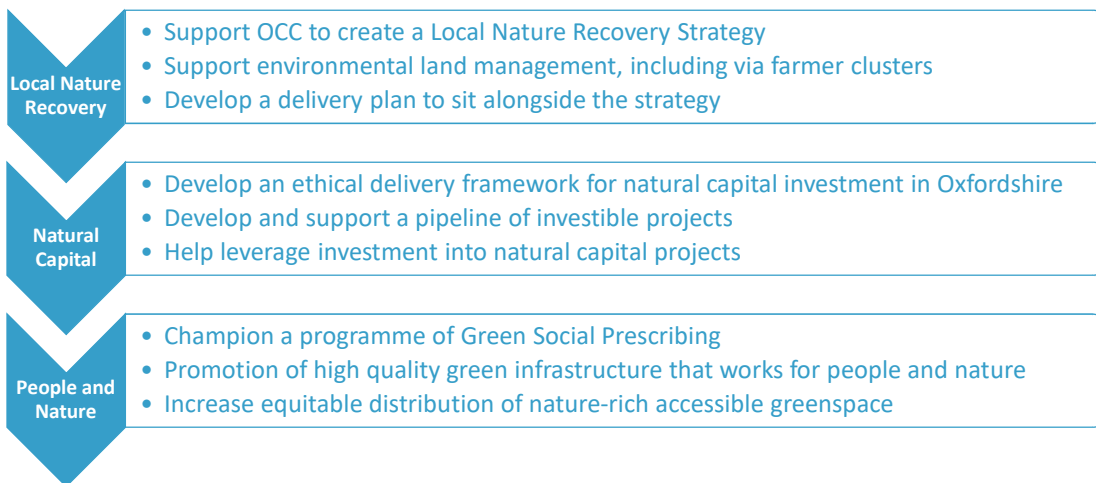 Local Nature
Recovery
• Support OCC to create a Local Nature Recovery Strategy
• Support environmental land management, including via farmer clusters
• Develop a delivery plan to sit alongside the strategy
Natural
Capital
• Develop an ethical delivery framework for natural capital investment in Oxfordshire
• Develop and support a pipeline of investible projects
• Help leverage investment into natural capital projects
People and
Nature
• Champion a programme of Green Social Prescribing
• Promotion of high quality green infrastructure that works for people and nature
• Increase equitable distribution of nature-rich accessible greenspace